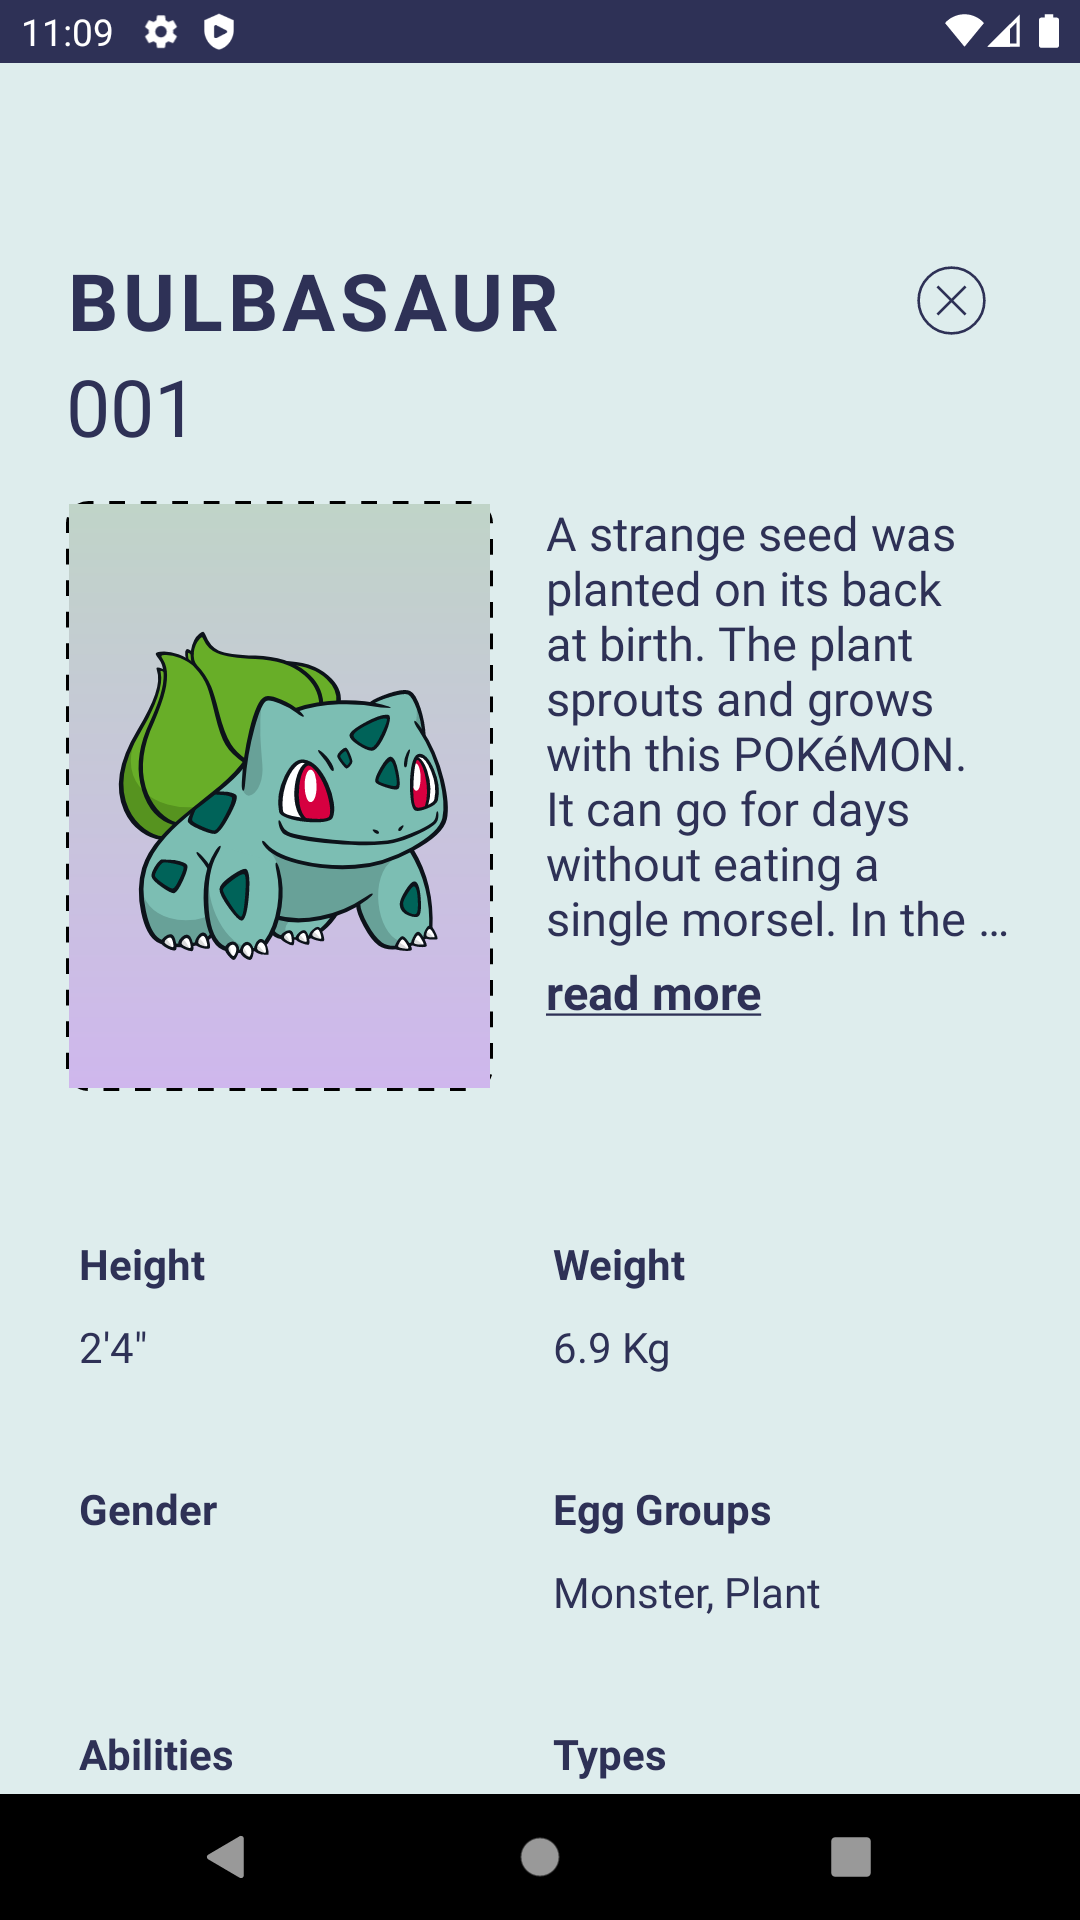 11:09
BULBASAUR
001
A strange seed was
planted on its back
at birth. The plant
sprouts and grows
with this POKéMON.
It can go for days
without eating a
single morsel. In the ...
read more
Height
Weight
2'4"
6.9 Kg
Gender
Egg Groups
Monster, Plant
Abilities
Types